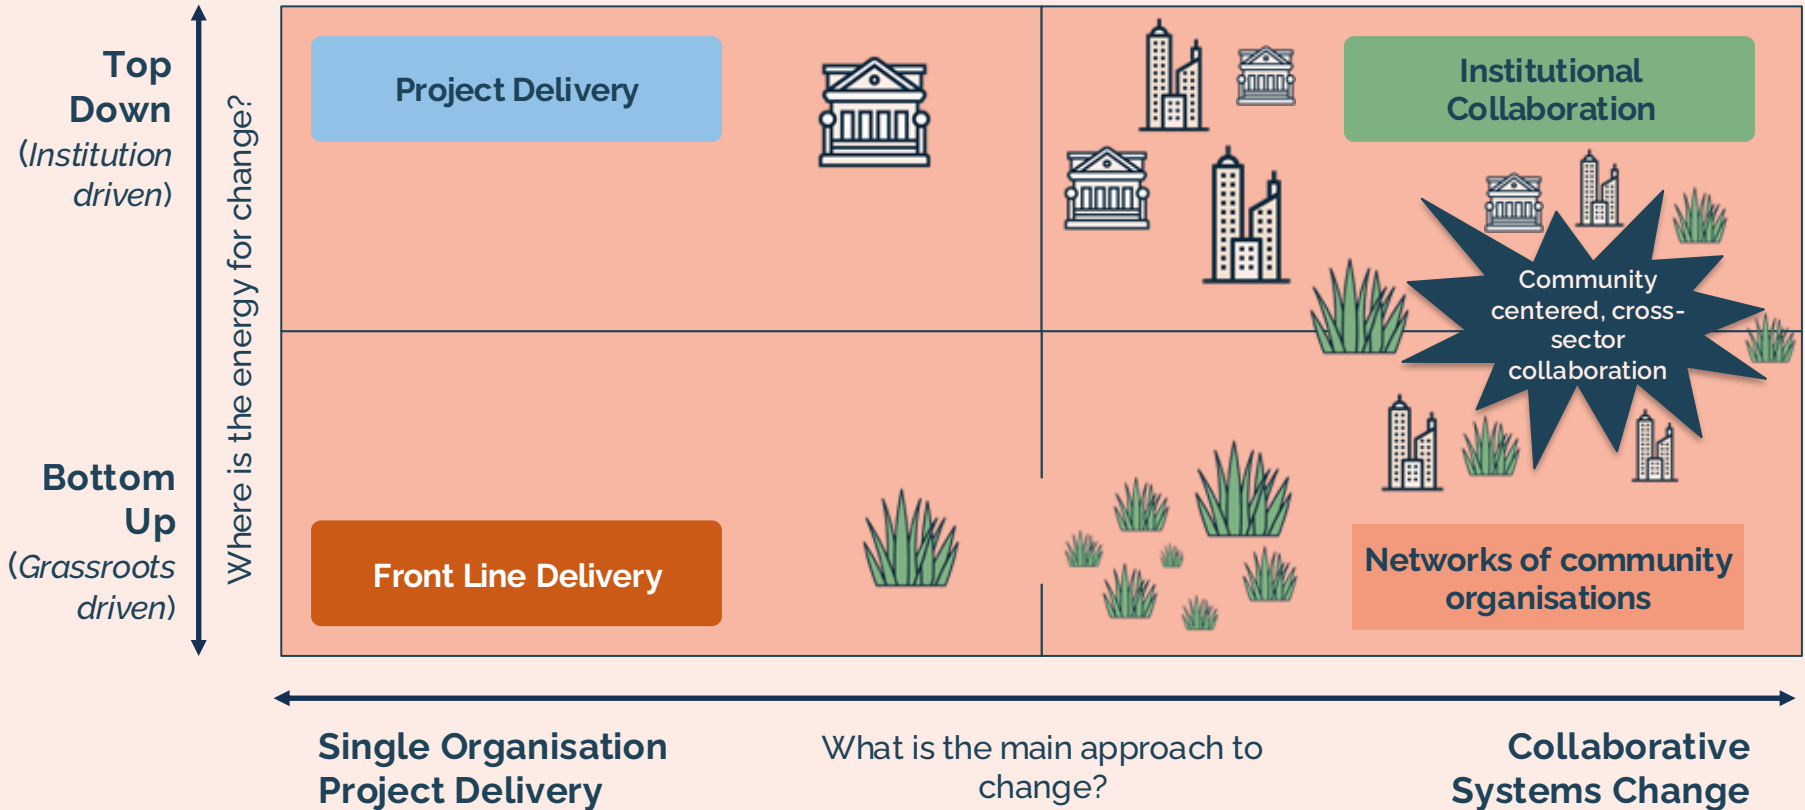 Top
Down
(Institution
driven)
Where is the energy for change?
Bottom
Up
(Grassroots
driven)
Project Delivery
Institutional
Collaboration
Community
centered, cross-
sector
collaboration
Front Line Delivery
Networks of community
organisations
Single Organisation
Project Delivery
What is the main approach to
change?
Collaborative
Systems Change